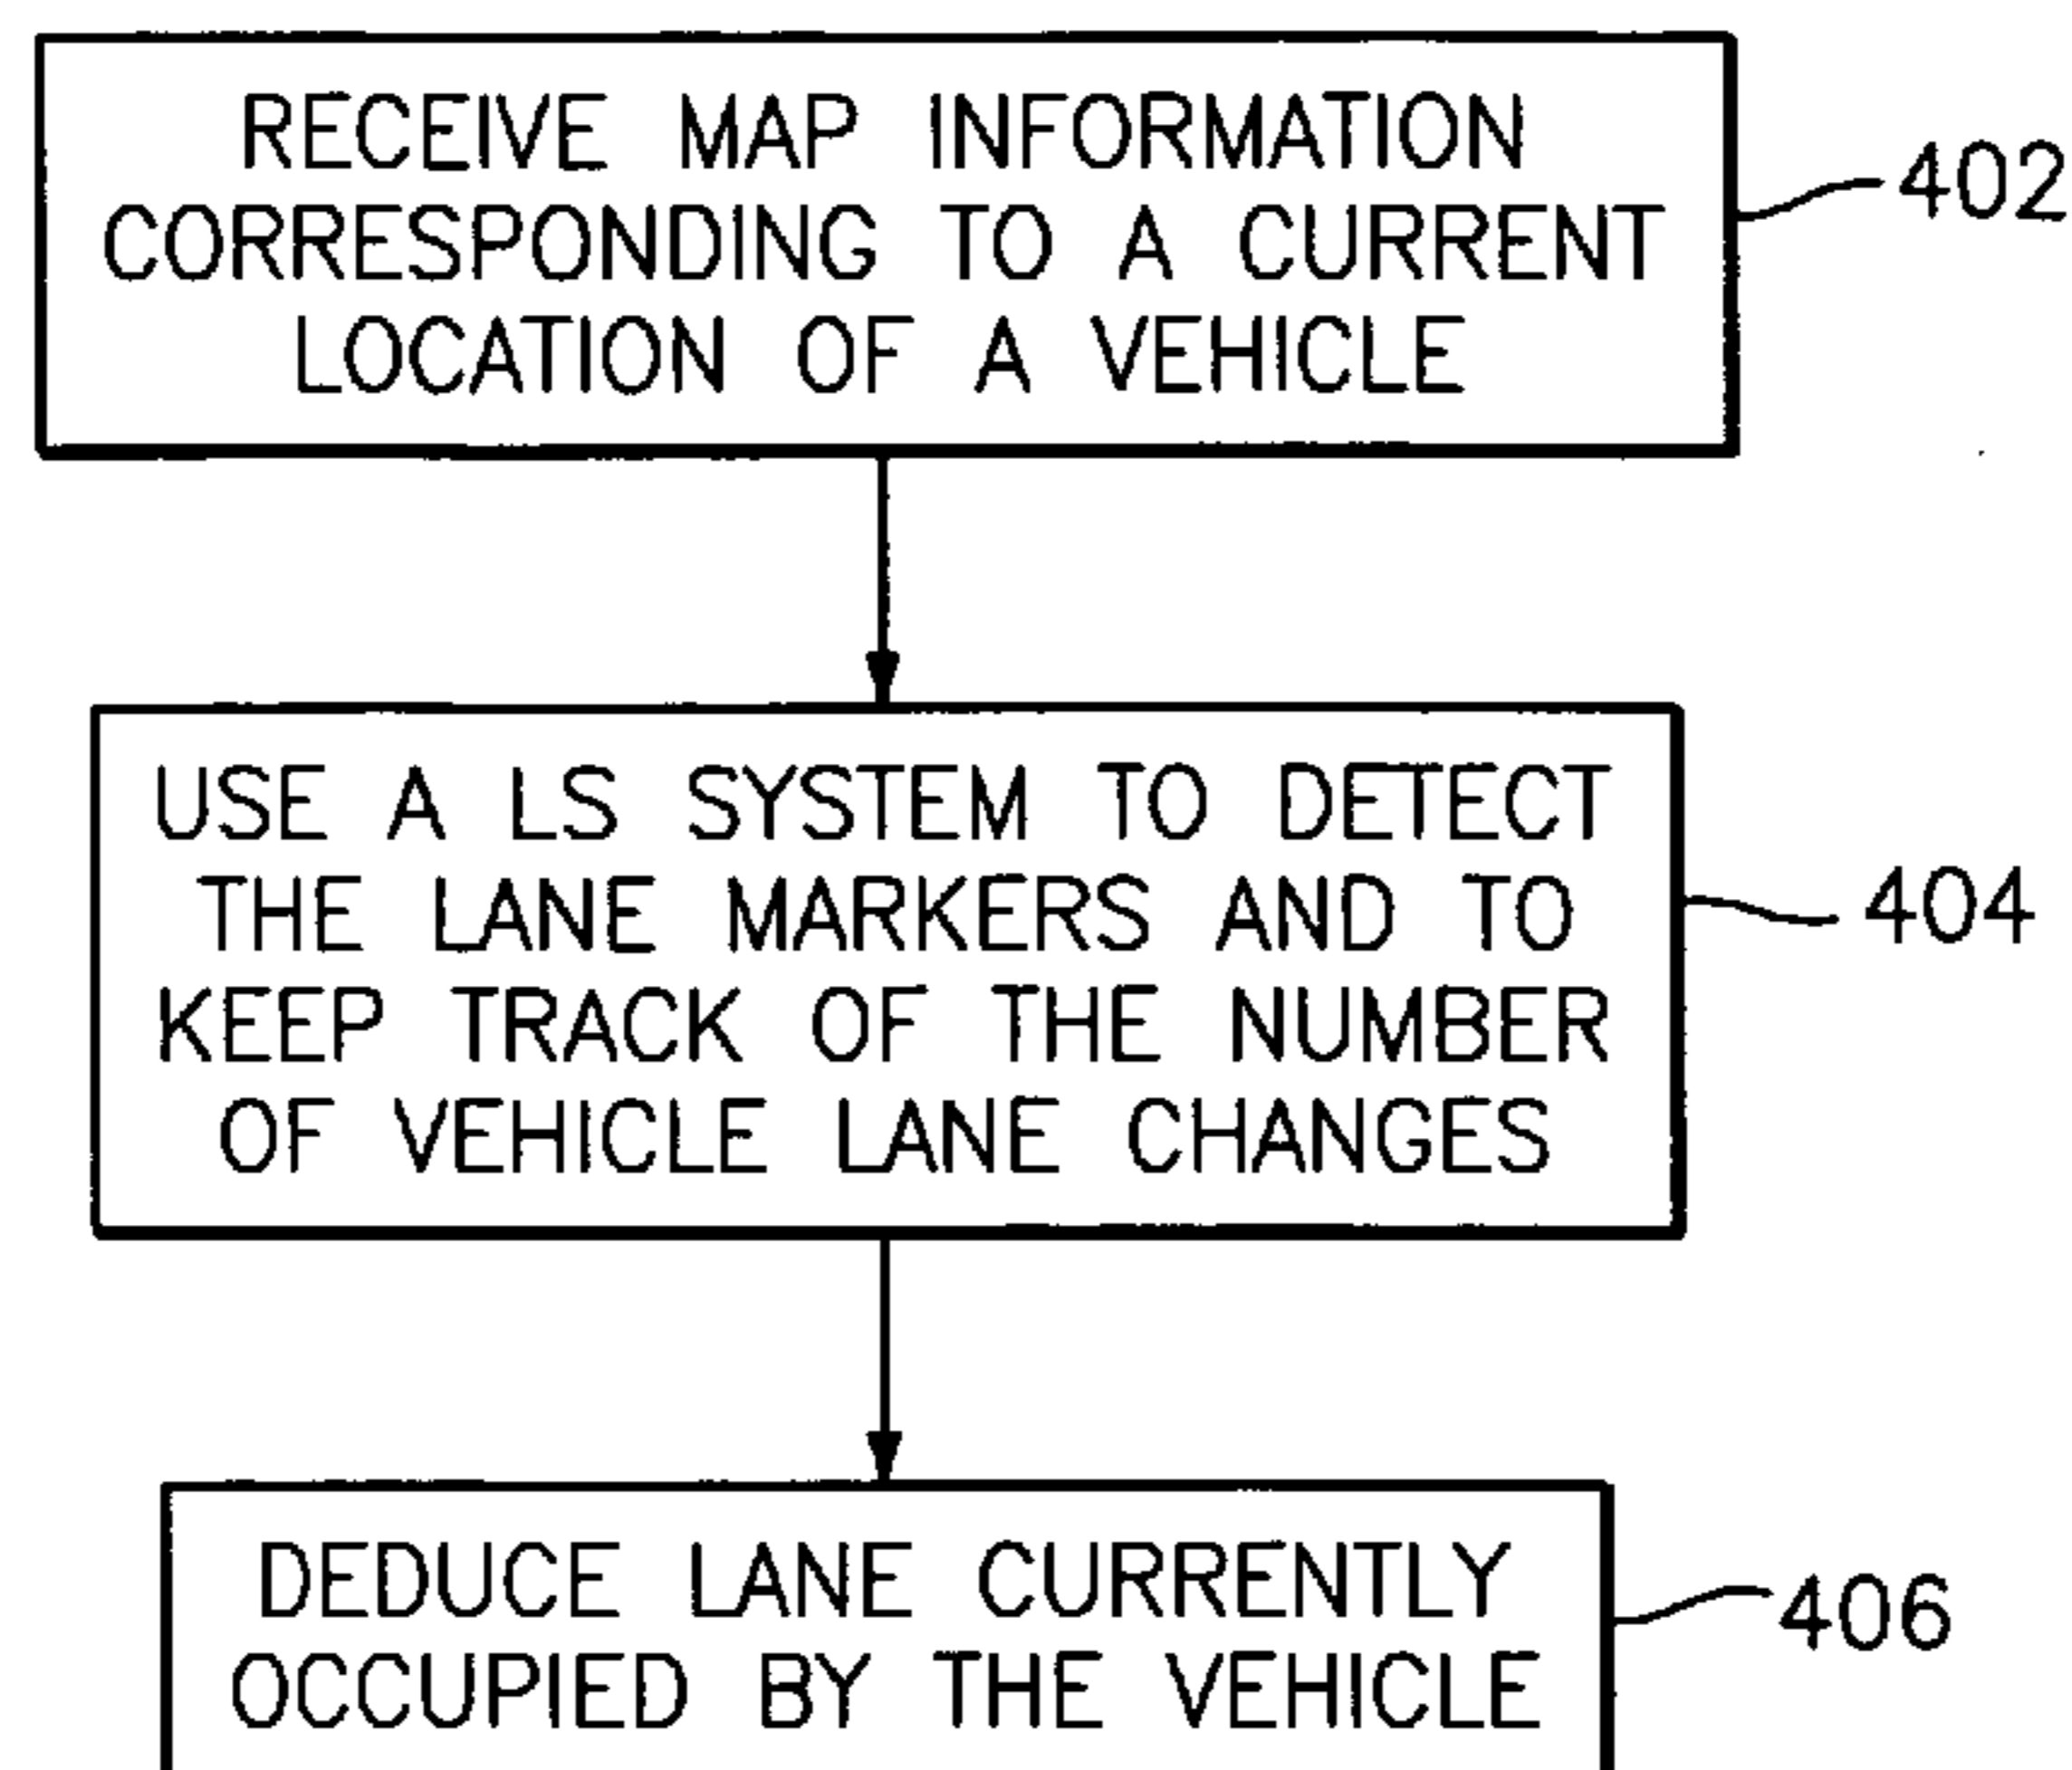 RECEIVE MAP INFORMATION
CORRESPONDING TO A CURRENT
LOCATION OF A VEHICLE
402
USE A LS SYSTEM TO DETECT
THE LANE MARKERS AND TO
KEEP TRACK OF THE NUMBER
OF VEHICLE LANE CHANGES
404
DEDUCE LANE CURRENTLY
OCCUPIED BY THE VEHICLE
406